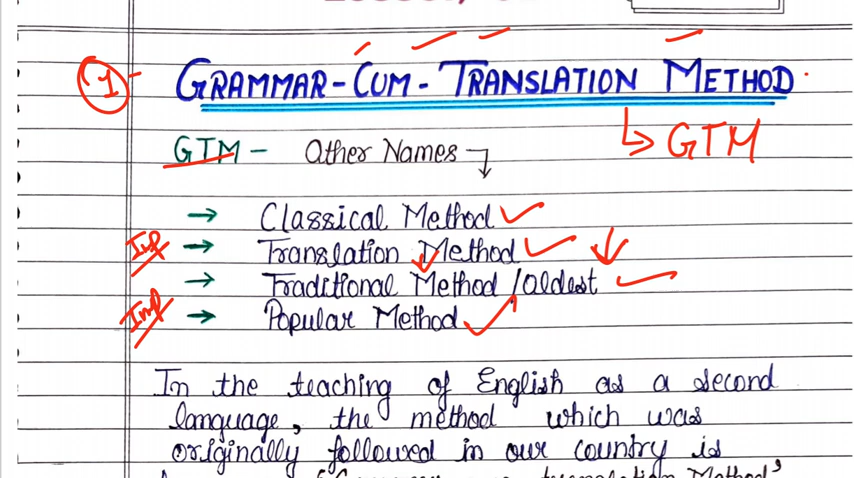 1
GRAMMAR-CUM-TRANSLATION METHOD
GTM
GTM - Other Names
→ Classical Method
Imp → Translation Method
→ Traditional Method /oldest
Imp → Popular Method
In the teaching of English as a second
language, the method which was
originally followed in our country is
translation Method'